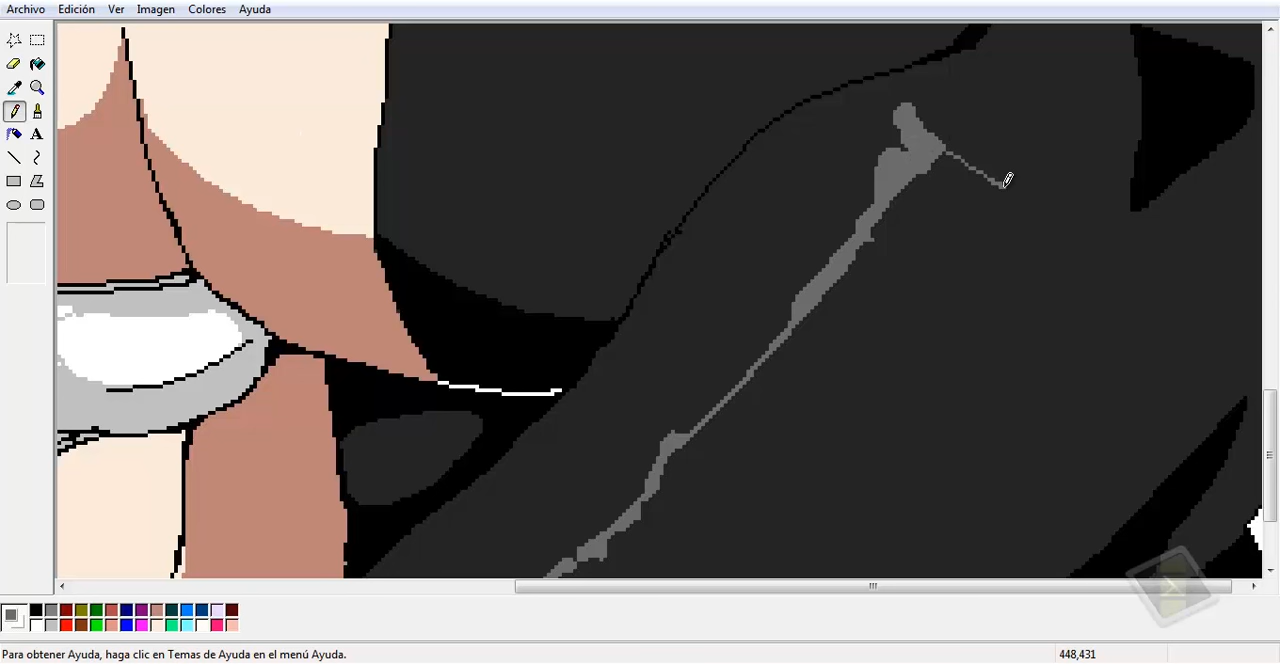 Archivo Edición Ver Imagen Colores Ayuda
A
Para obtener Ayuda, haga clic en Temas de Ayuda en el menú Ayuda. 448,431